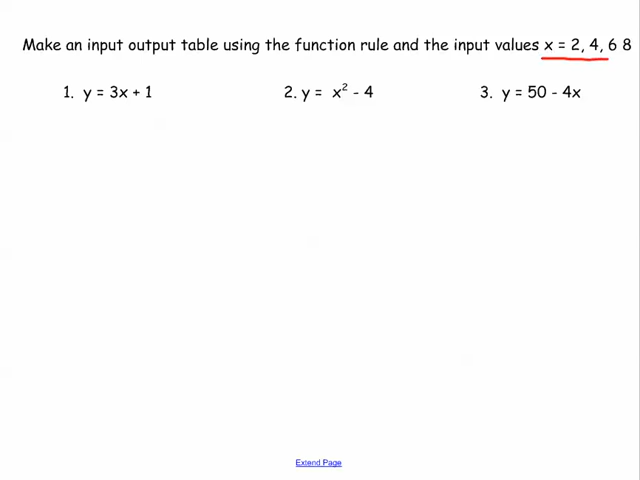 Make an input output table using the function rule and the input values x = 2, 4, 6 8
1. y = 3x + 1 2. y = x² - 4 3. y = 50 - 4x
Extend Page